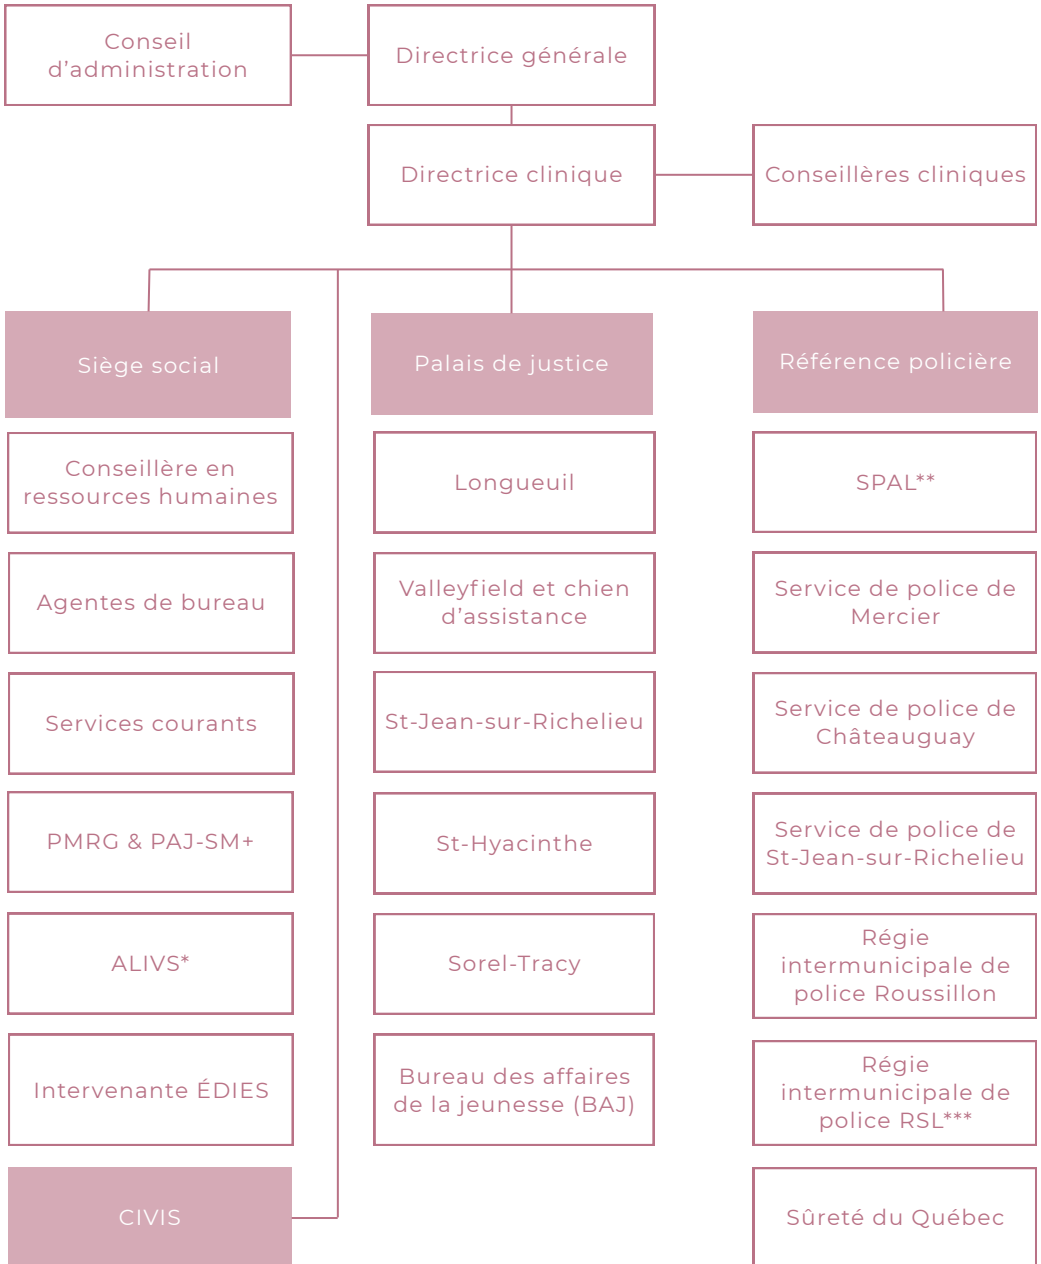 Conseil
d’administration
Directrice générale
Directrice clinique
Conseillères cliniques
Siège social
Conseillère en
ressources humaines
Agentes de bureau
Services courants
PMRG & PAJ-SM+
ALIVS*
Intervenante ÉDIES
CIVIS
Palais de justice
Longueuil
Valleyfield et chien
d’assistance
St-Jean-sur-Richelieu
St-Hyacinthe
Sorel-Tracy
Bureau des affaires
de la jeunesse (BAJ)
Référence policière
SPAL**
Service de police de
Mercier
Service de police de
Châteauguay
Service de police de
St-Jean-sur-Richelieu
Régie
intermunicipale de
police Roussillon
Régie
intermunicipale de
police RSL***
Sûreté du Québec